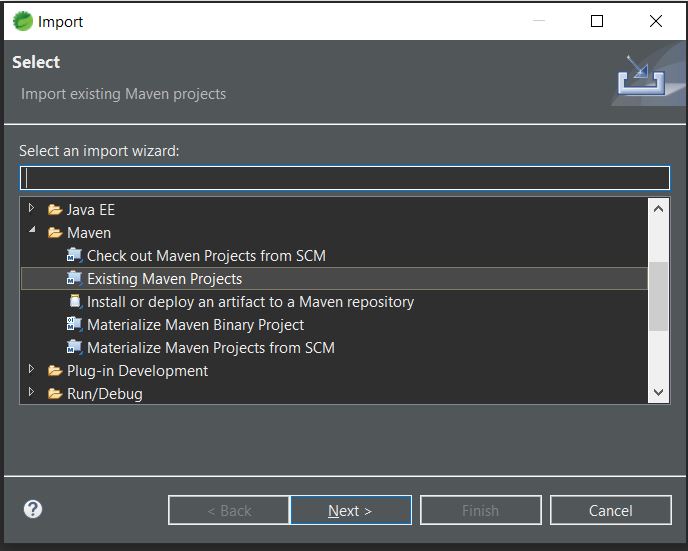 Import
Select
Import existing Maven projects
Select an import wizard:
Java EE
Maven
Check out Maven Projects from SCM
Existing Maven Projects
Install or deploy an artifact to a Maven repository
Materialize Maven Binary Project
Materialize Maven Projects from SCM
Plug-in Development
Run/Debug
?
< Back
Next >
Finish
Cancel